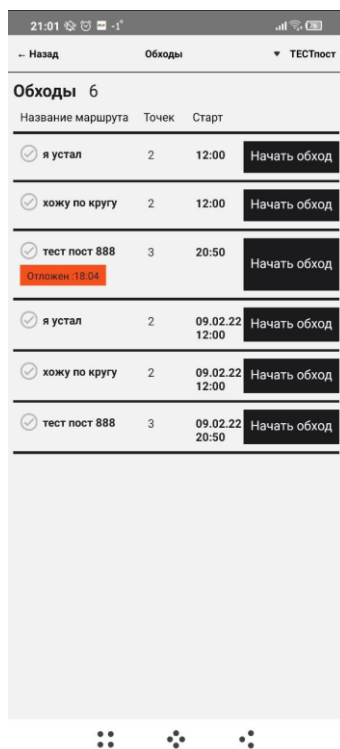 21:01 -1°
← Назад Обходы ▼ ТЕСТпост
Обходы 6
Название маршрута Точек Старт
я устал 2 12:00 Начать обход
хожу по кругу 2 12:00 Начать обход
тест пост 888 3 20:50 Начать обход
Отложен :18:04
я устал 2 09.02.22 Начать обход
12:00
хожу по кругу 2 09.02.22 Начать обход
12:00
тест пост 888 3 09.02.22 Начать обход
20:50